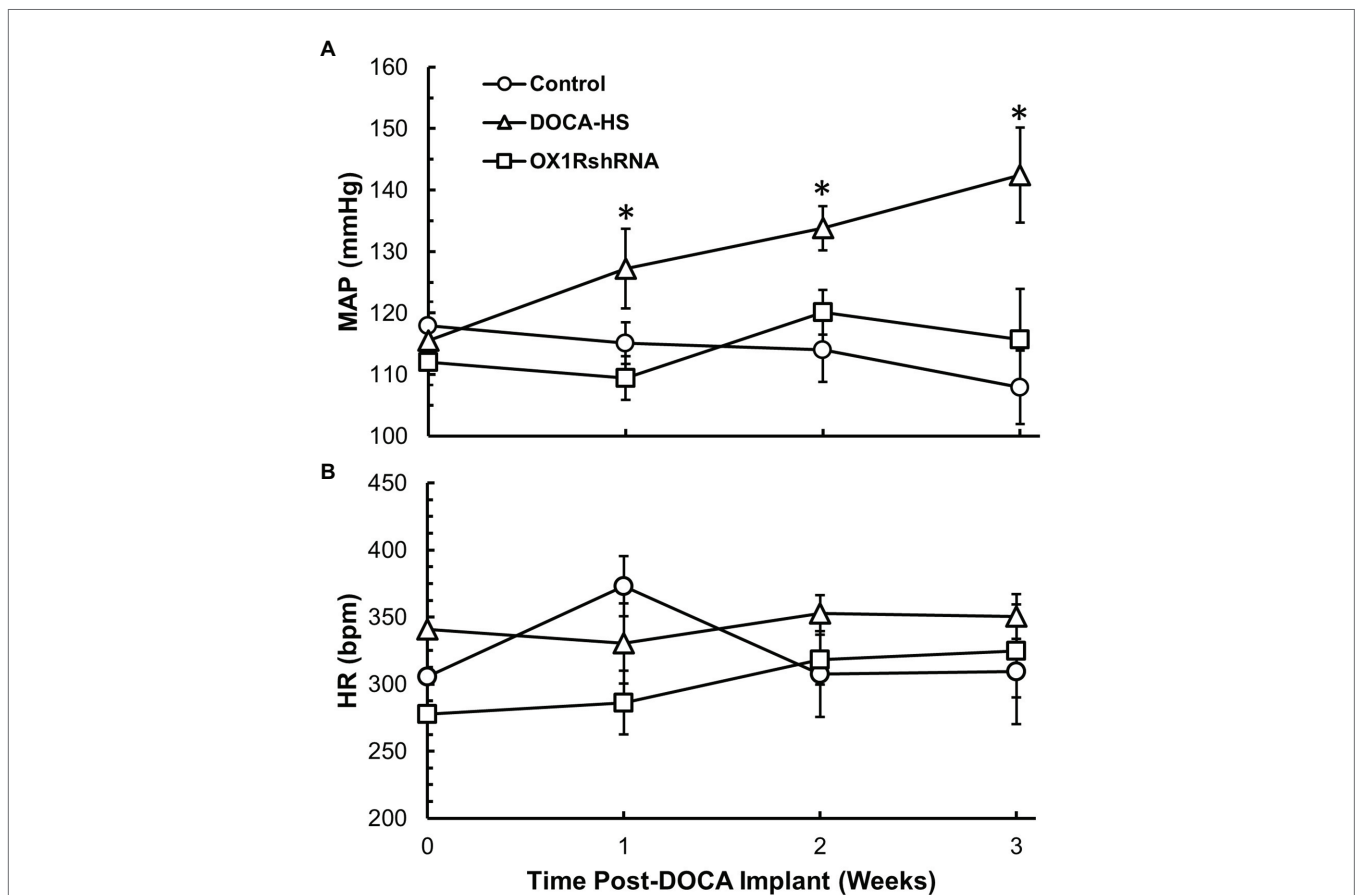 A
160
150
140
130
120
110
100
MAP (mmHg)
Control
DOCA-HS
OX1RshRNA
*
*
*
B
450
400
350
300
250
200
HR (bpm)
0 1 2 3
Time Post-DOCA Implant (Weeks)